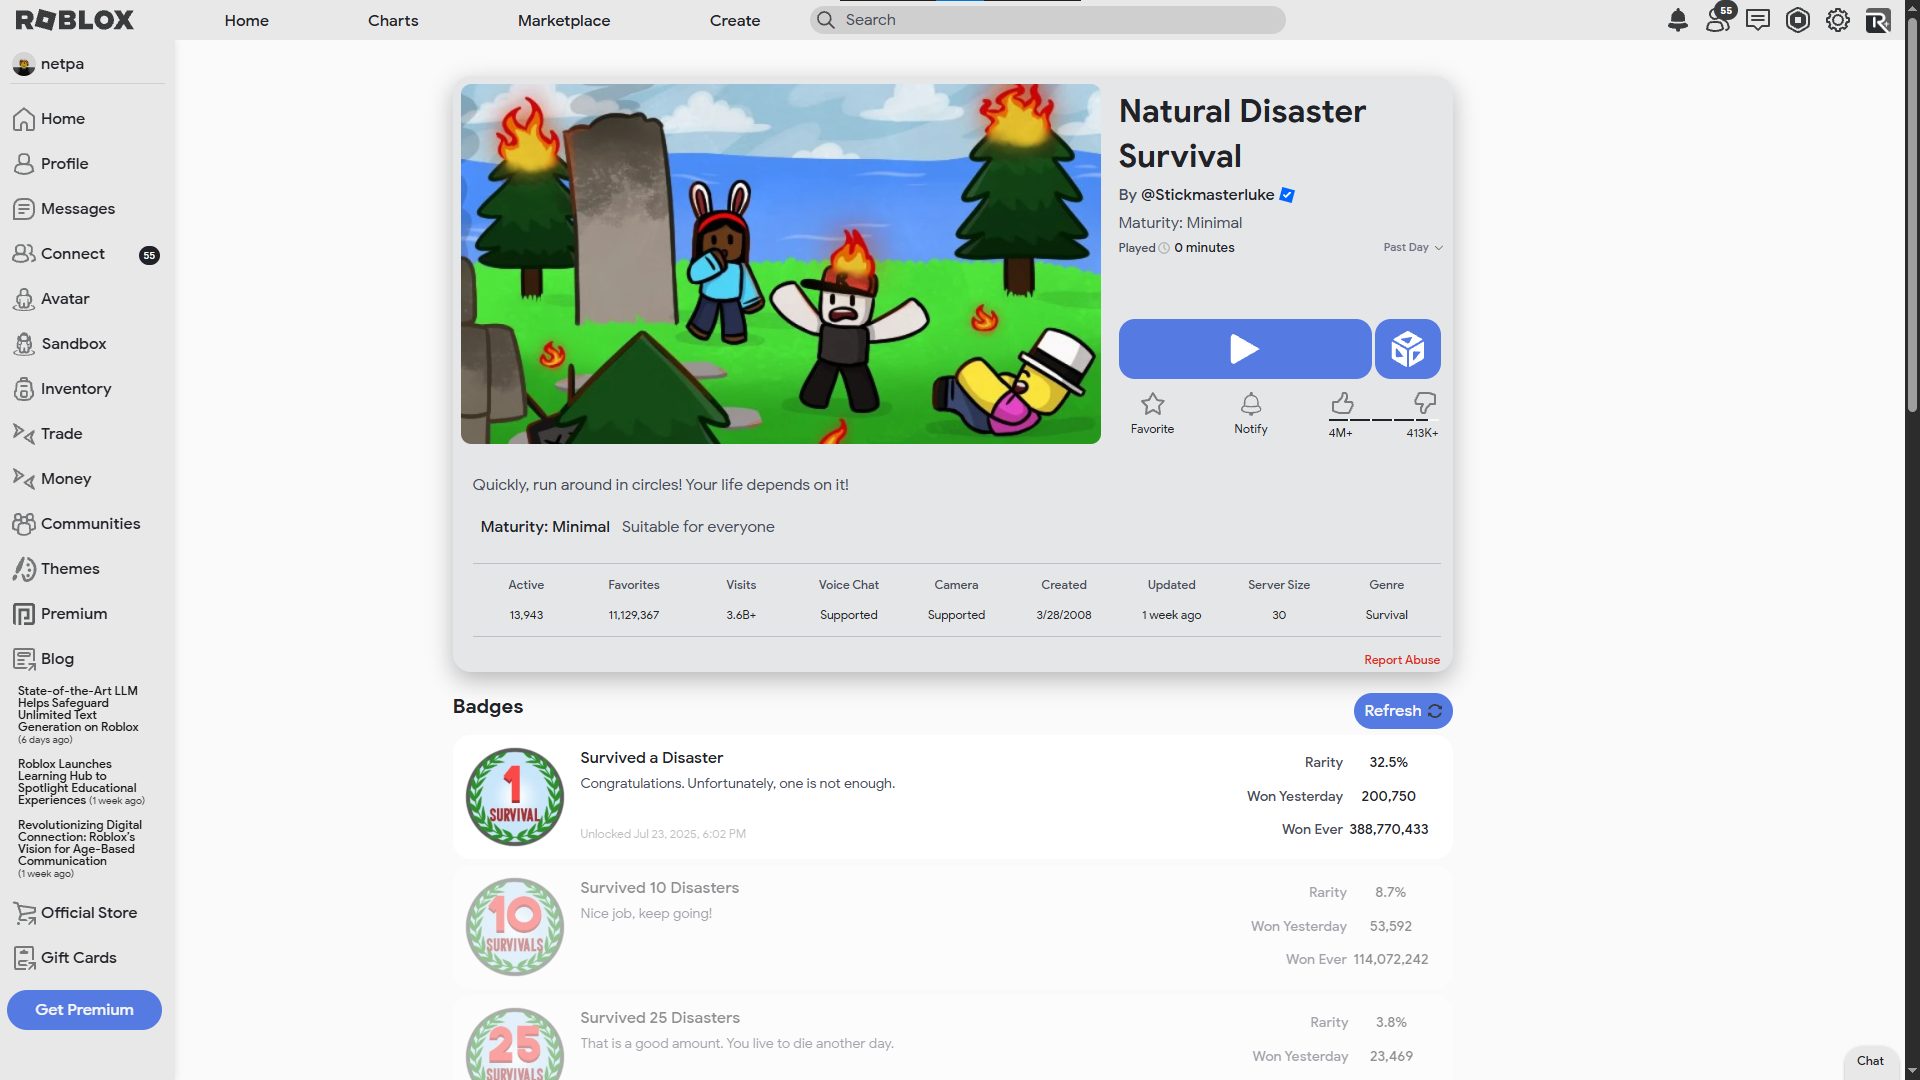 ROBLOX
Home
Charts
Marketplace
Create
Search
55
netpa
Home
Profile
Messages
Connect
55
Avatar
Sandbox
Inventory
Trade
Money
Communities
Themes
Premium
Blog
State-of-the-Art LLM
Helps Safeguard
Unlimited Text
Generation on Roblox
(6 days ago)
Roblox Launches
Learning Hub to
Spotlight Educational
Experiences (1 week ago)
Revolutionizing Digital
Connection: Roblox's
Vision for Age-Based
Communication
(1 week ago)
Official Store
Gift Cards
Get Premium
Natural Disaster
Survival
By @Stickmasterluke
Maturity: Minimal
Played 0 minutes
Past Day
Favorite
Notify
4M+
413K+
Quickly, run around in circles! Your life depends on it!
Maturity: Minimal Suitable for everyone
Active Favorites Visits Voice Chat Camera Created Updated Server Size Genre
13,943 11,129,367 3.6B+ Supported Supported 3/28/2008 1 week ago 30 Survival
Report Abuse
Badges
Refresh
1
SURVIVAL
Survived a Disaster
Congratulations. Unfortunately, one is not enough.
Unlocked Jul 23, 2025, 6:02 PM
Rarity 32.5%
Won Yesterday 200,750
Won Ever 388,770,433
10
SURVIVALS
Survived 10 Disasters
Nice job, keep going!
Rarity 8.7%
Won Yesterday 53,592
Won Ever 114,072,242
25
SURVIVALS
Survived 25 Disasters
That is a good amount. You live to die another day.
Rarity 3.8%
Won Yesterday 23,469
Chat